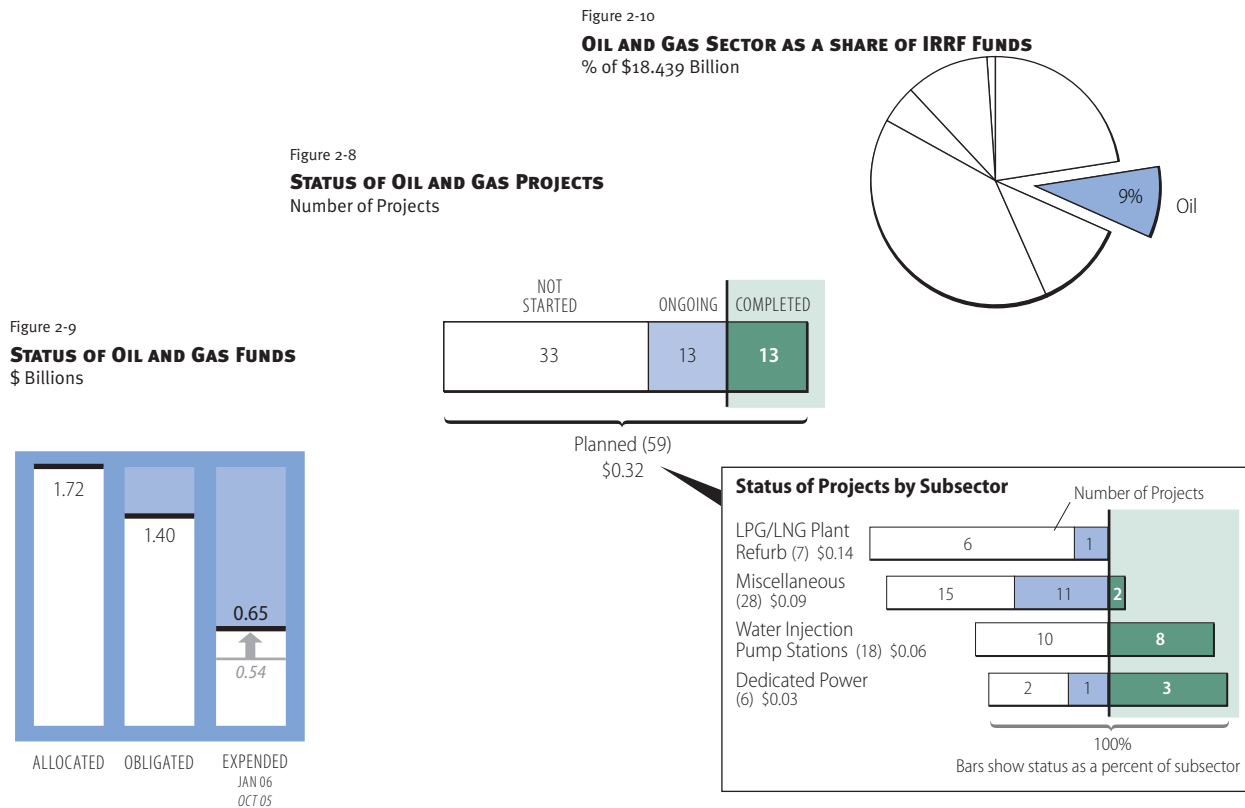 Figure 2-10
Oil and Gas Sector as a share of IRRF Funds
% of $18.439 Billion
9%
Oil
Figure 2-8
Status of Oil and Gas Projects
Number of Projects
NOT
STARTED
ONGOING
COMPLETED
33
13
13
Planned (59)
$0.32
Figure 2-9
Status of Oil and Gas Funds
$ Billions
1.72
1.40
0.65
0.54
ALLOCATED
OBLIGATED
EXPENDED
JAN 06
OCT 05
Status of Projects by Subsector
Number of Projects
LPG/LNG Plant
Refurb (7) $0.14
6
1
Miscellaneous
(28) $0.09
15
11
2
Water Injection
Pump Stations (18) $0.06
10
8
Dedicated Power
(6) $0.03
2
1
3
100%
Bars show status as a percent of subsector